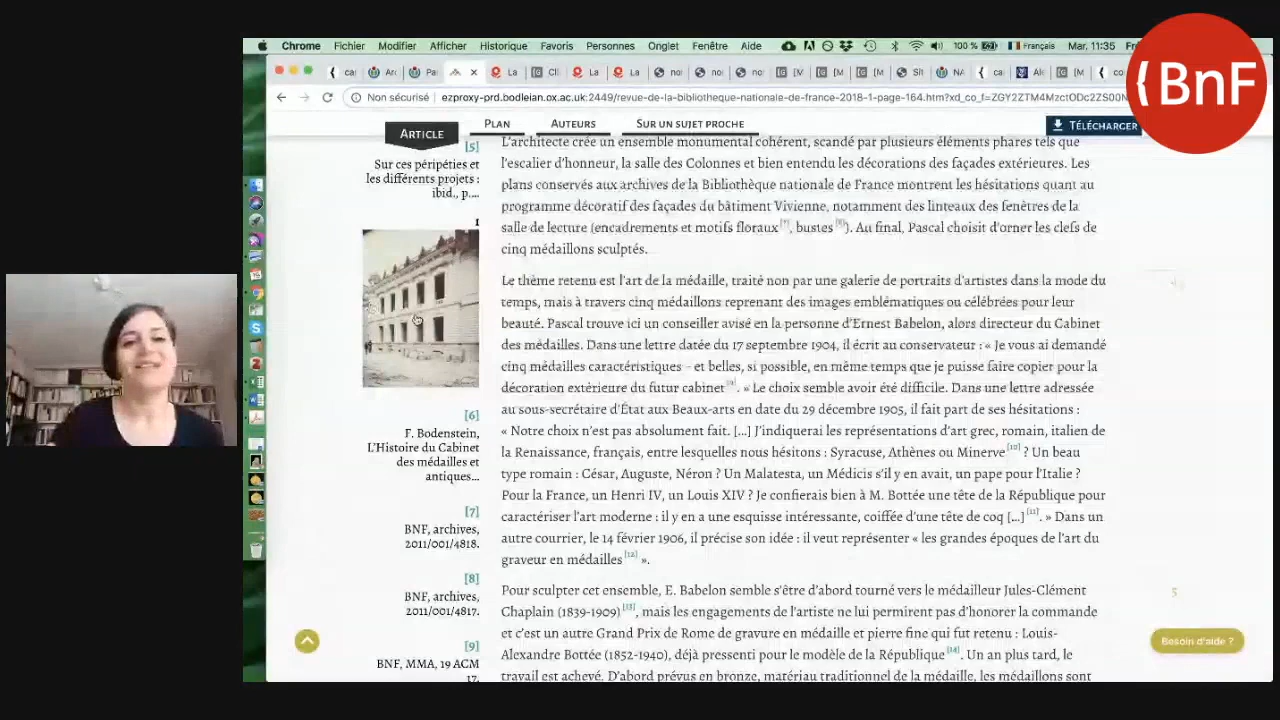 Chrome Fichier Modifier Afficher Historique Favoris Personnes Onglet Fenêtre Aide 100 % Français Mar. 11:35
(BnF
Non sécurisé ezproxy-prd.bodleian.ox.ac.uk:2449/revue-de-la-bibliotheque-nationale-de-france-2018-1-page-164.htm?xd_co_f=ZGY2ZTM4MzctODc2ZS00N
ARTICLE PLAN AUTEURS SUR UN SUJET PROCHE TÉLÉCHARGER
[5]
Sur ces péripéties et
les différents projets :
ibid., p....
1
[6]
F. Bodenstein,
L'Histoire du Cabinet
des médailles et
antiques...
[7]
BNF, archives,
2011/001/4818.
[8]
BNF, archives,
2011/001/4817.
[9]
BNF, MMA, 19 ACM
17.
L'architecte crée un ensemble monumental cohérent, scandé par plusieurs éléments phares tels que
l'escalier d'honneur, la salle des Colonnes et bien entendu les décorations des façades extérieures. Les
plans conservés aux archives de la Bibliothèque nationale de France montrent les hésitations quant au
programme décoratif des façades du bâtiment Vivienne, notamment des linteaux des fenêtres de la
salle de lecture (encadrements et motifs floraux [7], bustes [8]). Au final, Pascal choisit d'orner les clefs de
cinq médaillons sculptés.
Le thème retenu est l'art de la médaille, traité non par une galerie de portraits d'artistes dans la mode du
temps, mais à travers cinq médaillons reprenant des images emblématiques ou célébrées pour leur
beauté. Pascal trouve ici un conseiller avisé en la personne d'Ernest Babelon, alors directeur du Cabinet
des médailles. Dans une lettre datée du 17 septembre 1904, il écrit au conservateur : « Je vous ai demandé
cinq médailles caractéristiques – et belles, si possible, en même temps que je puisse faire copier pour la
décoration extérieure du futur cabinet [9]. » Le choix semble avoir été difficile. Dans une lettre adressée
au sous-secrétaire d'État aux Beaux-arts en date du 29 décembre 1905, il fait part de ses hésitations :
« Notre choix n'est pas absolument fait. [...] J'indiquerai les représentations d'art grec, romain, italien de
la Renaissance, français, entre lesquelles nous hésitons : Syracuse, Athènes ou Minerve [10] ? Un beau
type romain : César, Auguste, Néron ? Un Malatesta, un Médicis s'il y en avait, un pape pour l'Italie ?
Pour la France, un Henri IV, un Louis XIV ? Je confierais bien à M. Bottée une tête de la République pour
caractériser l'art moderne : il y en a une esquisse intéressante, coiffée d'une tête de coq [...] [11]. » Dans un
autre courrier, le 14 février 1906, il précise son idée : il veut représenter « les grandes époques de l'art du
graveur en médailles [12] ».
Pour sculpter cet ensemble, E. Babelon semble s'être d'abord tourné vers le médailleur Jules-Clément
Chaplain (1839-1909) [13], mais les engagements de l'artiste ne lui permirent pas d'honorer la commande
et c'est un autre Grand Prix de Rome de gravure en médaille et pierre fine qui fut retenu : Louis-
Alexandre Bottée (1852-1940), déjà pressenti pour le modèle de la République [14]. Un an plus tard, le
travail est achevé. D'abord prévus en bronze, matériau traditionnel de la médaille, les médaillons sont
5
Besoin d'aide ?